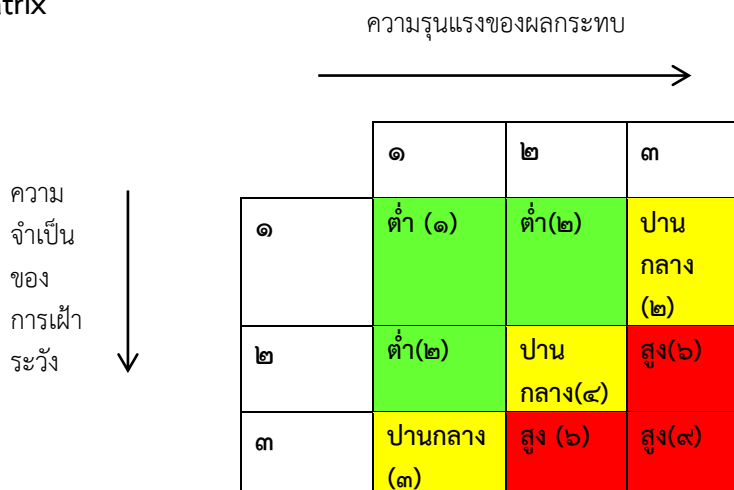 ความรุนแรงของผลกระทบ
๑ ๒ ๓
ความ
จำเป็น
ของ
การเฝ้า
ระวัง
๑ ต่ำ (๑) ต่ำ(๒) ปาน
กลาง
(๒)
๒ ต่ำ(๒) ปาน
กลาง(๔) สูง(๖)
๓ ปานกลาง
(๓) สูง (๖) สูง(๙)